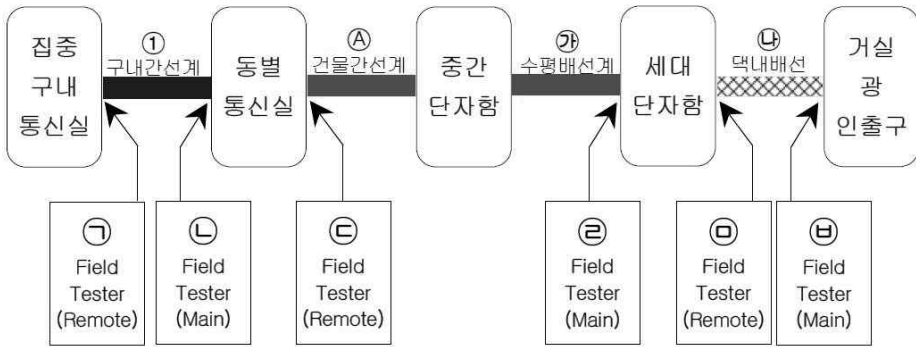 집중
구내
통신실
①
구내간선계
동별
통신실
Ⓐ
건물간선계
중간
단자함
㉮
수평배선계
세대
단자함
㉯
댁내배선
거실
광
인출구
㉠
Field
Tester
(Remote)
㉡
Field
Tester
(Main)
㉢
Field
Tester
(Remote)
㉣
Field
Tester
(Main)
㉤
Field
Tester
(Remote)
㉥
Field
Tester
(Main)